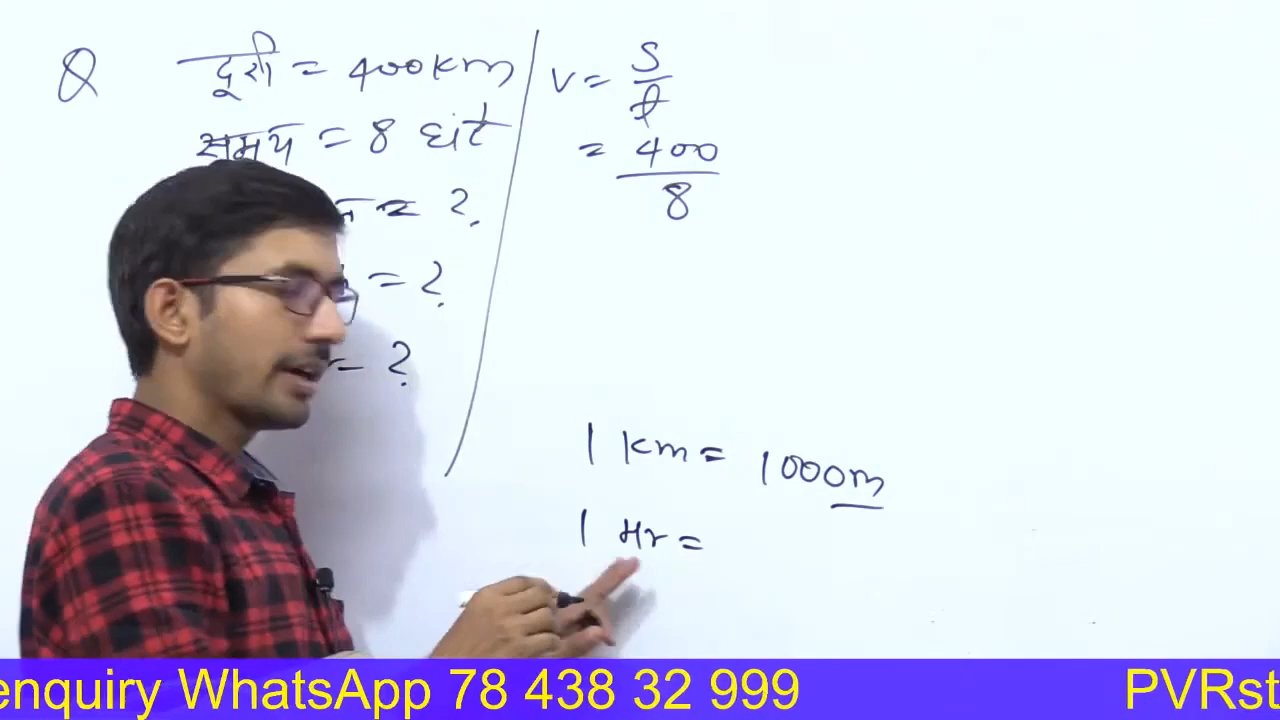 Q दूरी = 400 km
समय = 8 घंटे
= ?
= ?
= ?
v = s/t
= 400/8
1 km = 1000m
1 Hr =
enquiry WhatsApp 78 438 32 999 PVRst